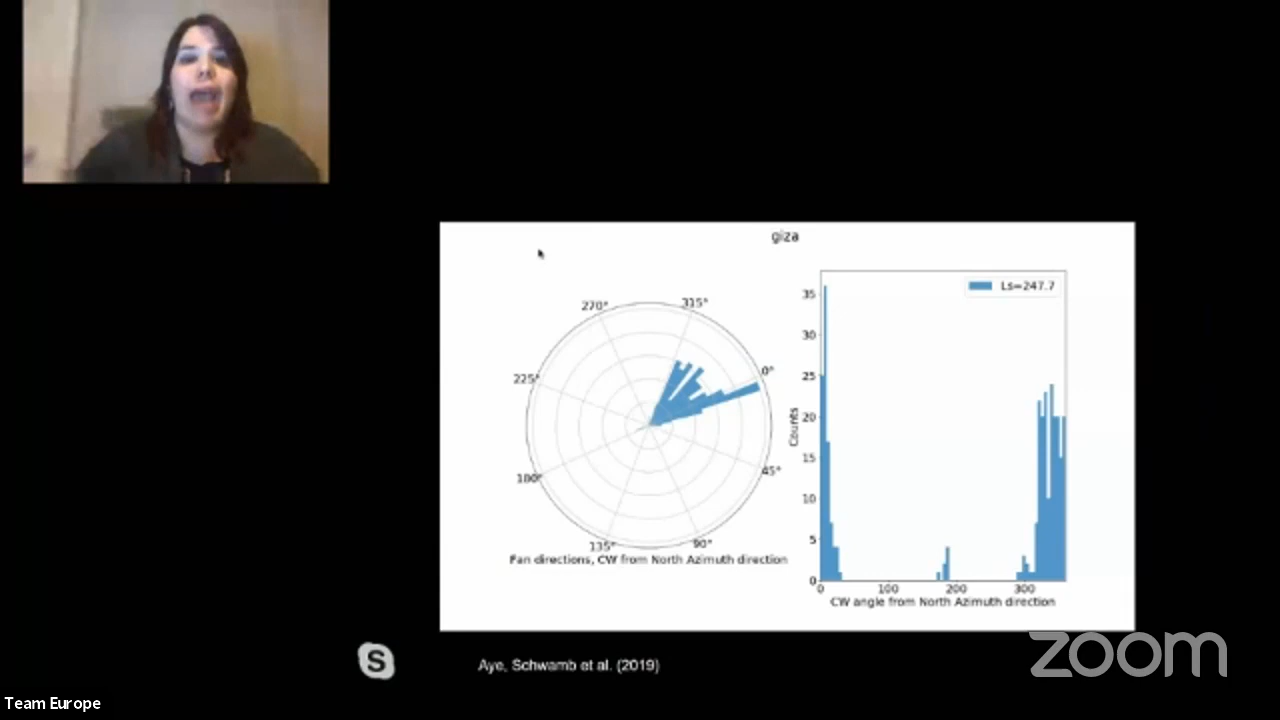 giza
Ls=247.7
270°
315°
225°
0°
180°
45°
135°
90°
Fan directions, CW from North Azimuth direction
35
30
25
20
15
10
5
0
Counts
0
100
200
300
CW angle from North Azimuth direction
S
Aye, Schwamb et al. (2019)
zoom
Team Europe